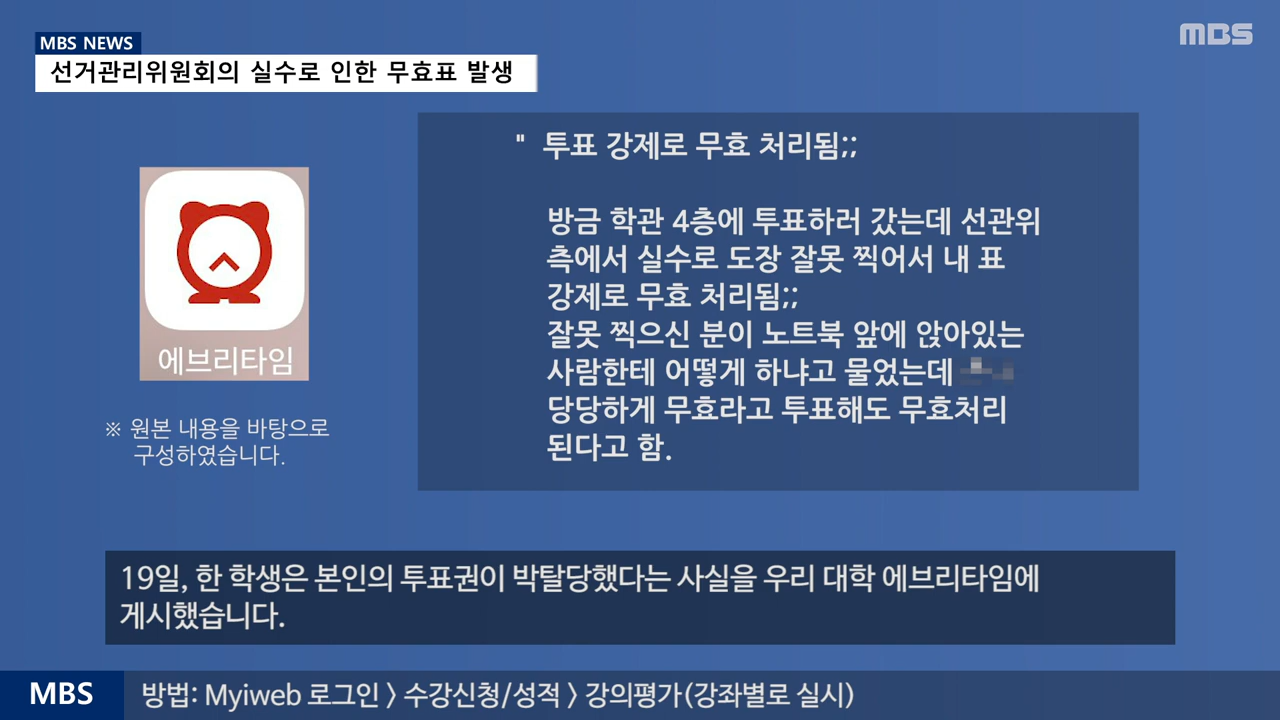 MBS NEWS
MBS
선거관리위원회의 실수로 인한 무효표 발생
" 투표 강제로 무효 처리됨;;
방금 학관 4층에 투표하러 갔는데 선관위
측에서 실수로 도장 잘못 찍어서 내 표
강제로 무효 처리됨;;
잘못 찍으신 분이 노트북 앞에 앉아있는
사람한테 어떻게 하냐고 물었는데
당당하게 무효라고 투표해도 무효처리
된다고 함.
에브리타임
※ 원본 내용을 바탕으로
구성하였습니다.
19일, 한 학생은 본인의 투표권이 박탈당했다는 사실을 우리 대학 에브리타임에
게시했습니다.
MBS 방법: Myiweb 로그인 > 수강신청/성적 > 강의평가(강좌별로 실시)